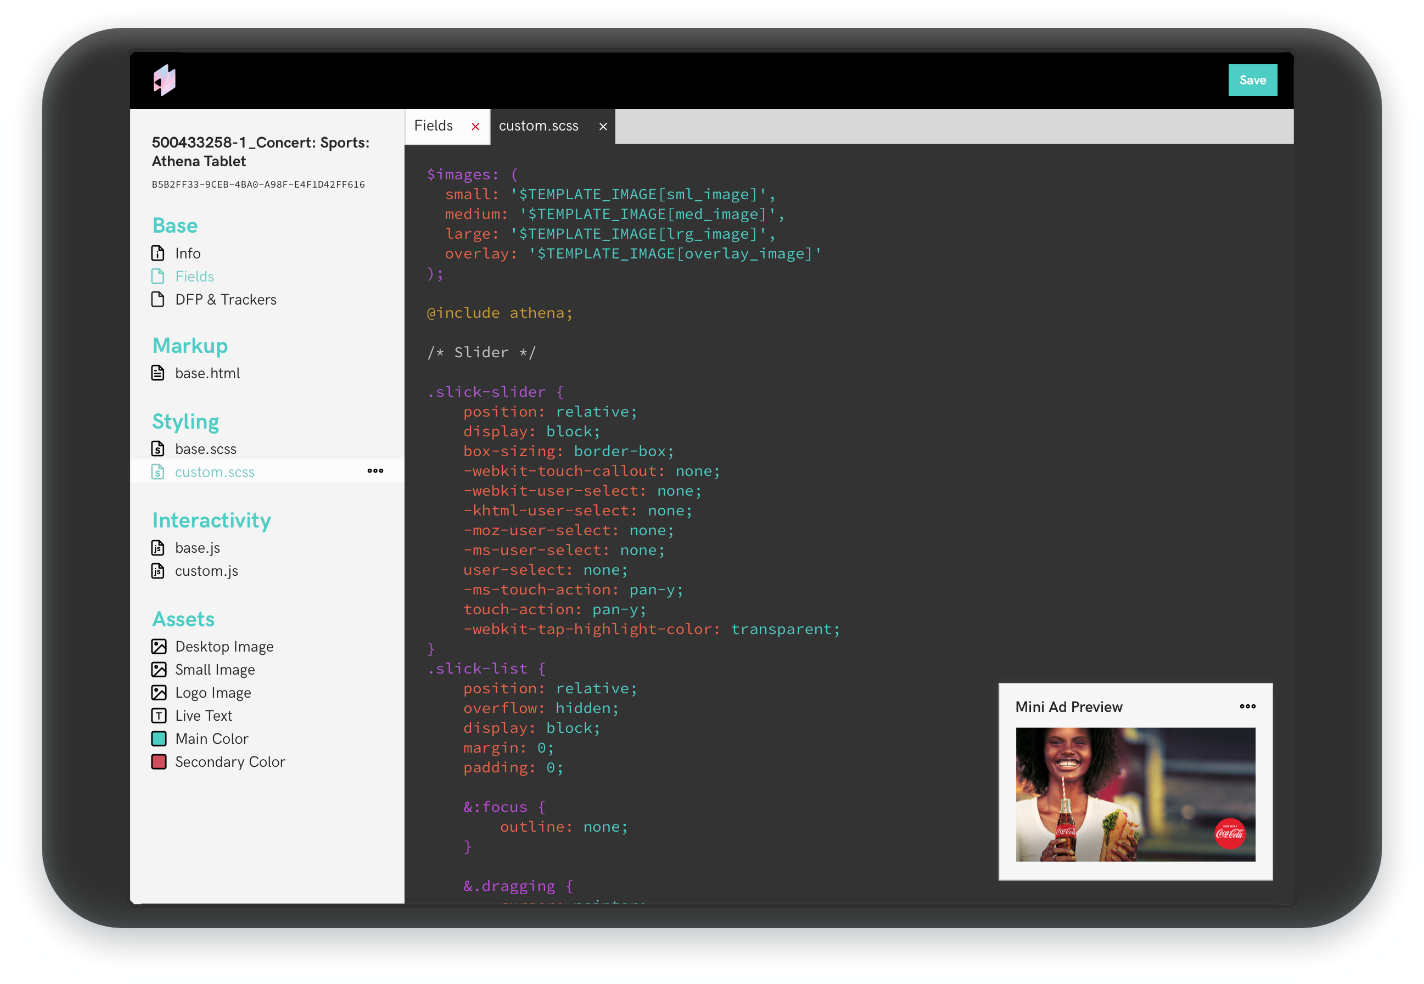 Save
500433258-1_Concert: Sports:
Athena Tablet
B5B2FF33-9CEB-4BA0-A98F-E4F1D42FF616
Base
Info
Fields
DFP & Trackers
Markup
base.html
Styling
base.scss
custom.scss
Interactivity
base.js
custom.js
Assets
Desktop Image
Small Image
Logo Image
Live Text
Main Color
Secondary Color
Fields × custom.scss ×
$images: (
  small: '$TEMPLATE_IMAGE[sml_image]',
  medium: '$TEMPLATE_IMAGE[med_image]',
  large: '$TEMPLATE_IMAGE[lrg_image]',
  overlay: '$TEMPLATE_IMAGE[overlay_image]'
);
@include athena;
/* Slider */
.slick-slider {
    position: relative;
    display: block;
    box-sizing: border-box;
    -webkit-touch-callout: none;
    -webkit-user-select: none;
    -khtml-user-select: none;
    -moz-user-select: none;
    -ms-user-select: none;
    user-select: none;
    -ms-touch-action: pan-y;
    touch-action: pan-y;
    -webkit-tap-highlight-color: transparent;
}
.slick-list {
    position: relative;
    overflow: hidden;
    display: block;
    margin: 0;
    padding: 0;
    &:focus {
        outline: none;
    }
    &.dragging {
Mini Ad Preview
Coca-Cola
Coca-Cola